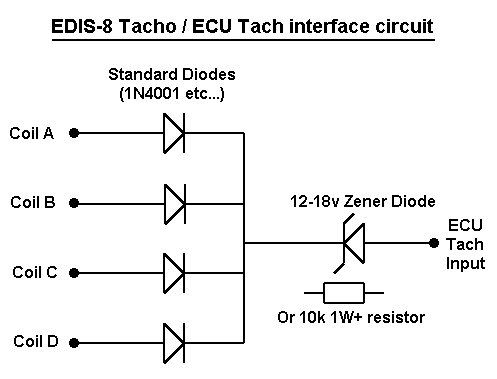 EDIS-8 Tacho / ECU Tach interface circuit
Standard Diodes
(1N4001 etc...)
Coil A
Coil B
Coil C
Coil D
12-18v Zener Diode
ECU
Tach
Input
Or 10k 1W+ resistor